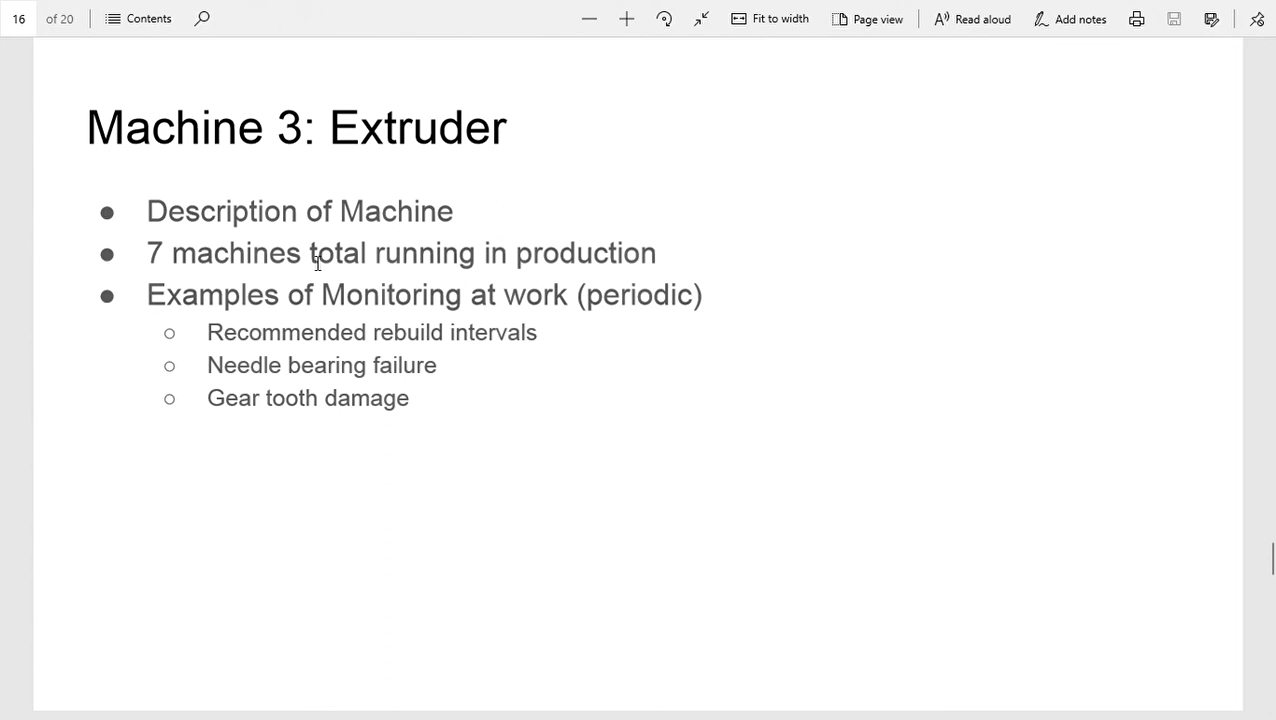 16 of 20 Contents Fit to width Page view Read aloud Add notes
Machine 3: Extruder
● Description of Machine
● 7 machines total running in production
● Examples of Monitoring at work (periodic)
○ Recommended rebuild intervals
○ Needle bearing failure
○ Gear tooth damage